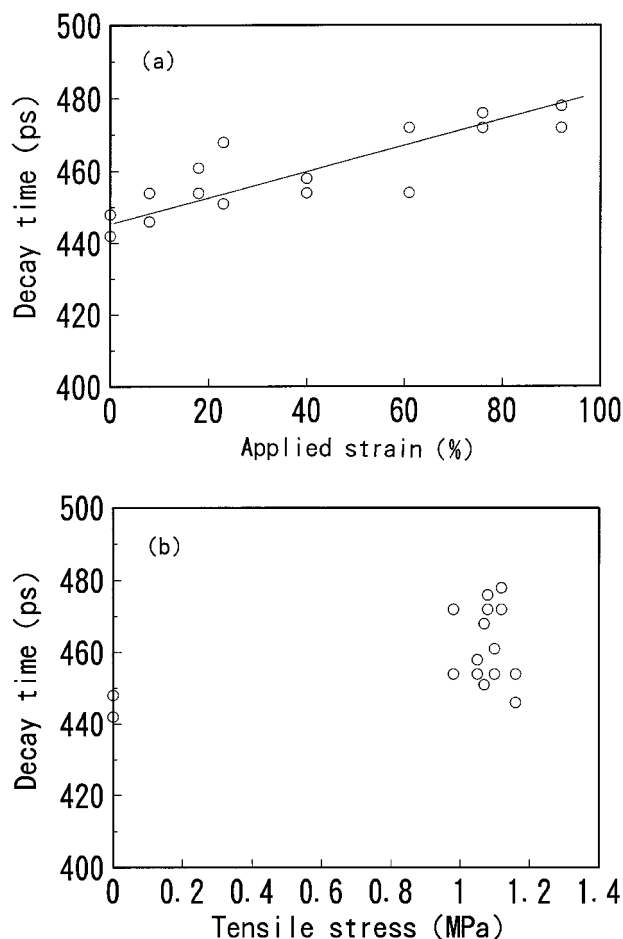 500
(a)
480
460
440
420
400
Decay time (ps)
0 20 40 60 80 100
Applied strain (%)
500
(b)
480
460
440
420
400
Decay time (ps)
0 0.2 0.4 0.6 0.8 1 1.2 1.4
Tensile stress (MPa)